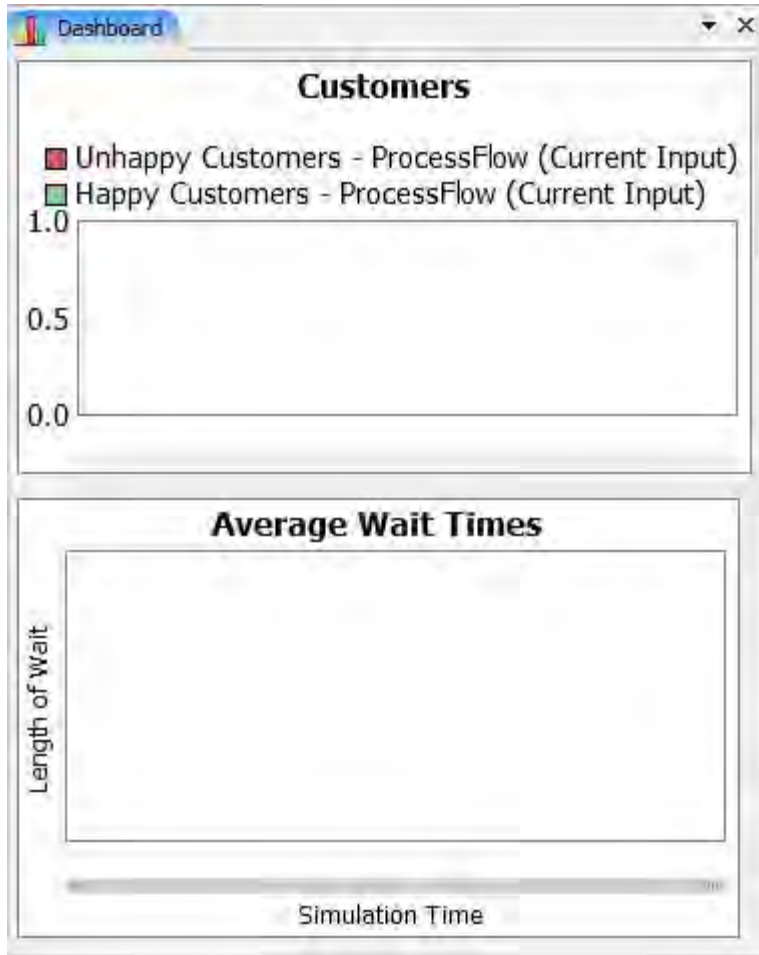 Dashboard
Customers
Unhappy Customers - ProcessFlow (Current Input)
Happy Customers - ProcessFlow (Current Input)
1.0
0.5
0.0
Average Wait Times
Length of Wait
Simulation Time